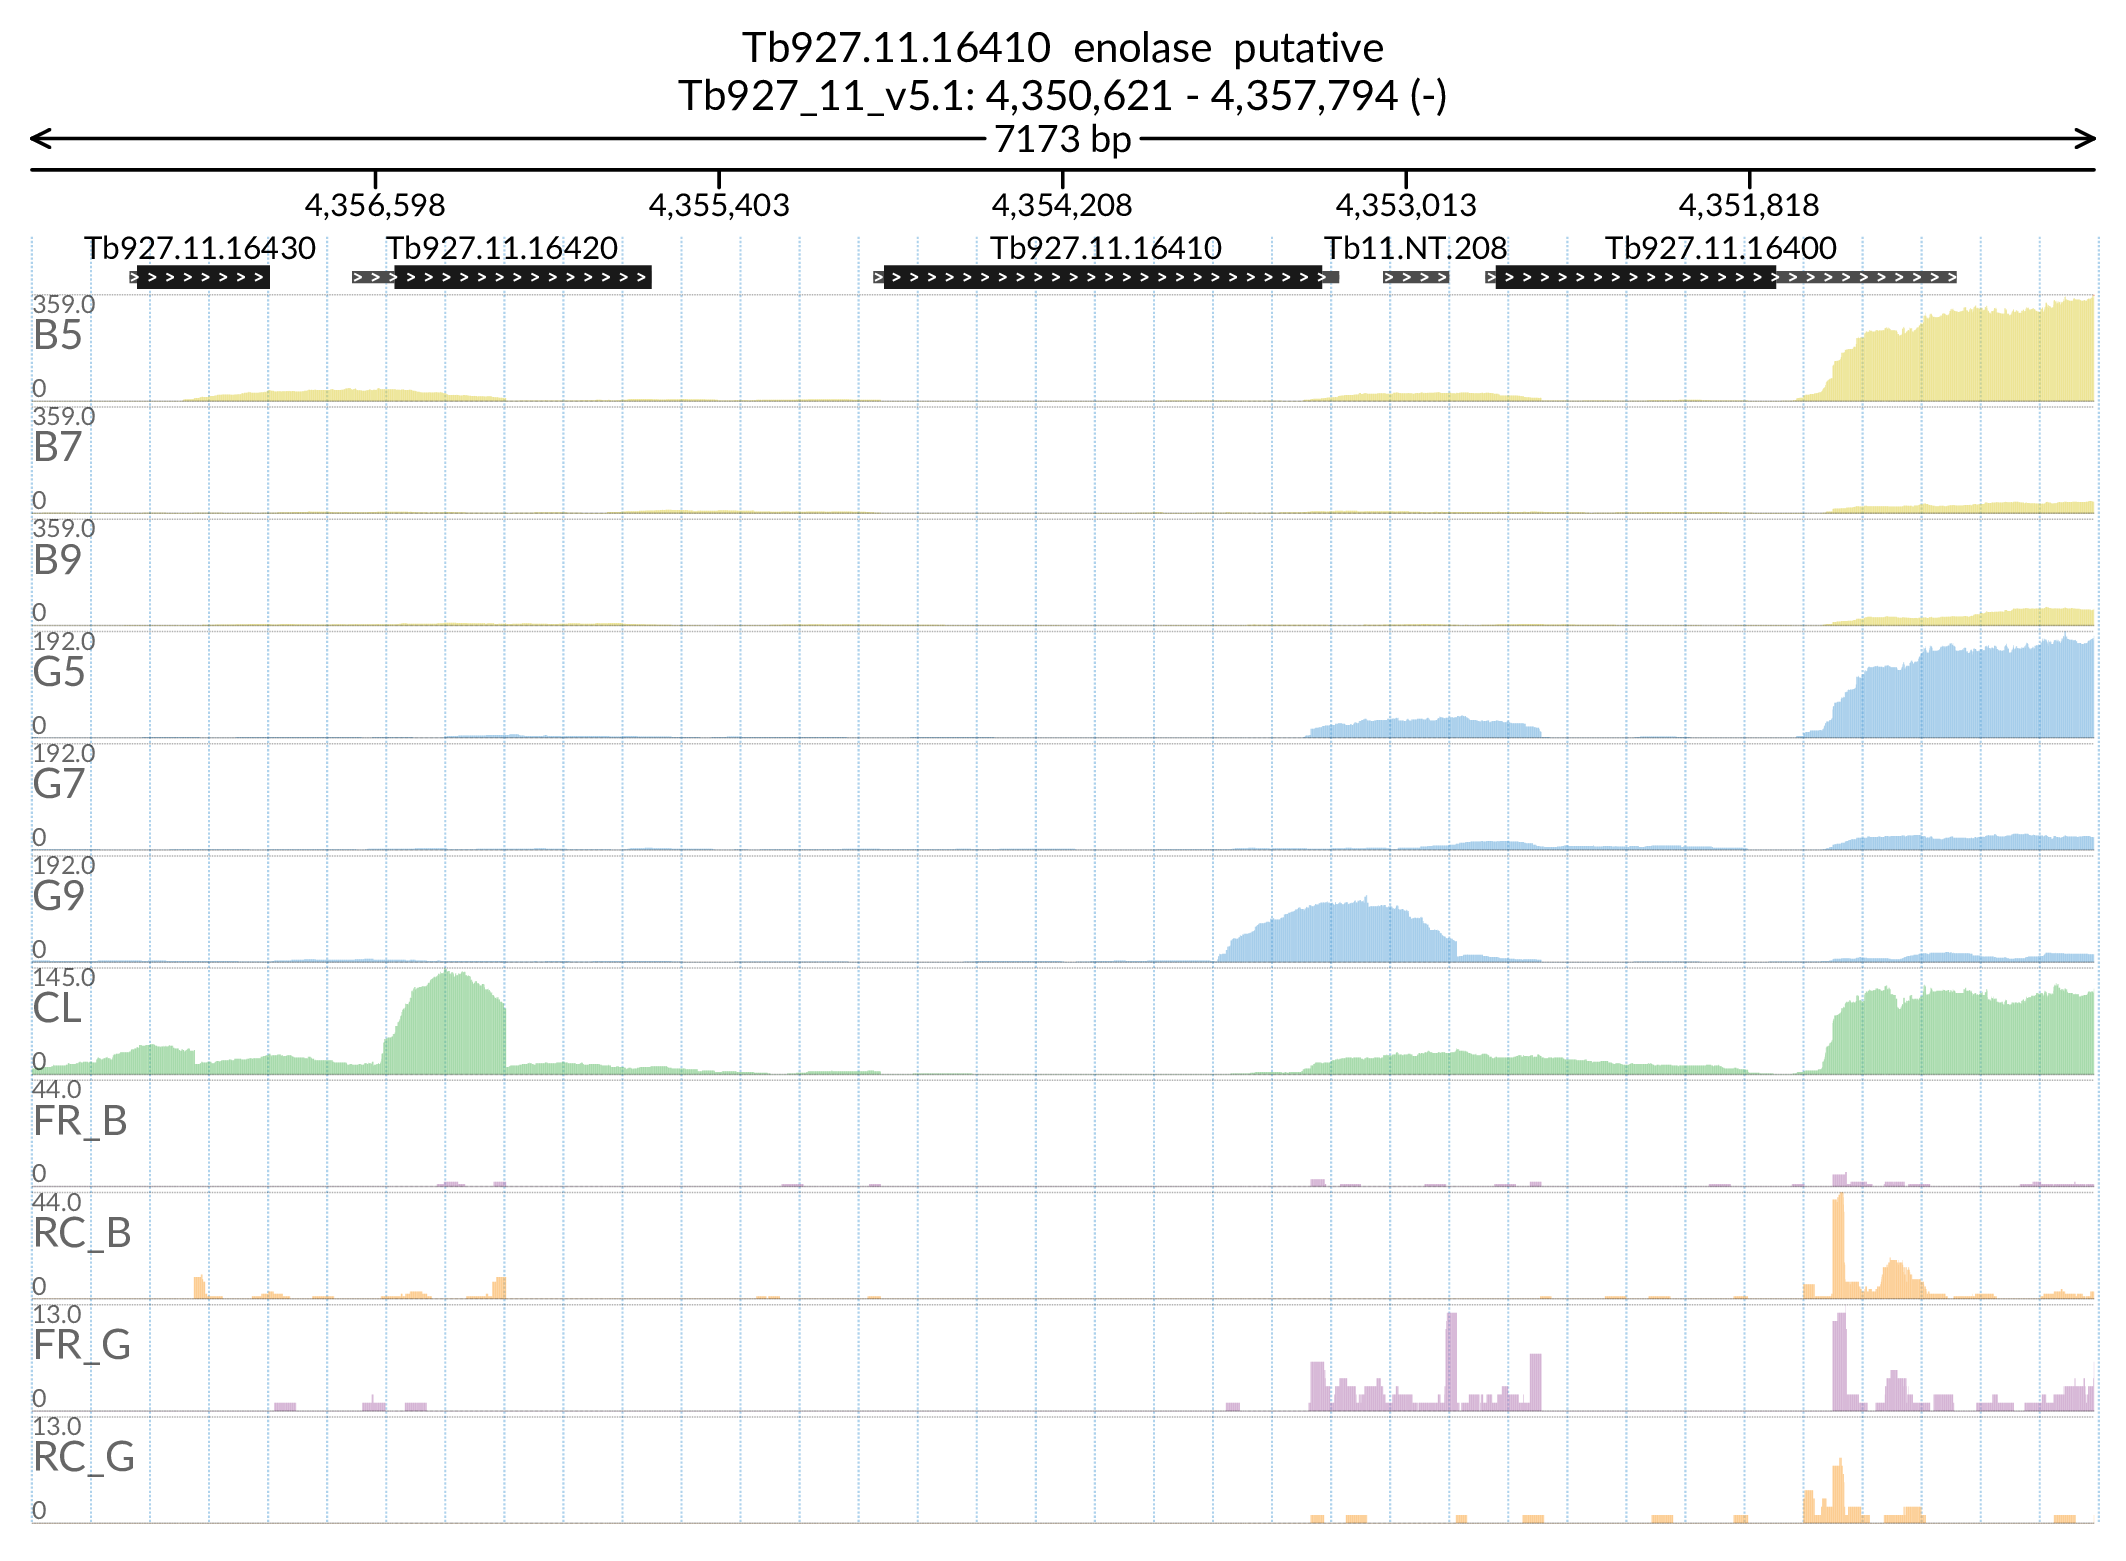 Tb927.11.16410 enolase putative
Tb927_11_v5.1: 4,350,621 - 4,357,794 (-)
7173 bp
4,356,598 4,355,403 4,354,208 4,353,013 4,351,818
Tb927.11.16430 Tb927.11.16420 Tb927.11.16410 Tb11.NT.208 Tb927.11.16400
359.0
B5
0
359.0
B7
0
359.0
B9
0
192.0
G5
0
192.0
G7
0
192.0
G9
0
145.0
CL
0
44.0
FR_B
0
44.0
RC_B
0
13.0
FR_G
0
13.0
RC_G
0